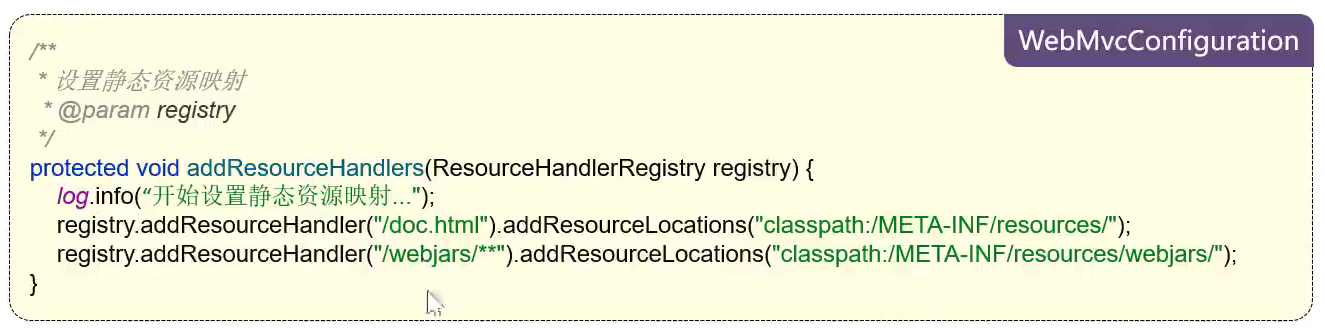 WebMvcConfiguration
/**
* 设置静态资源映射
* @param registry
*/
protected void addResourceHandlers(ResourceHandlerRegistry registry) {
log.info(“开始设置静态资源映射...");
registry.addResourceHandler("/doc.html").addResourceLocations("classpath:/META-INF/resources/");
registry.addResourceHandler("/webjars/**").addResourceLocations("classpath:/META-INF/resources/webjars/");
}